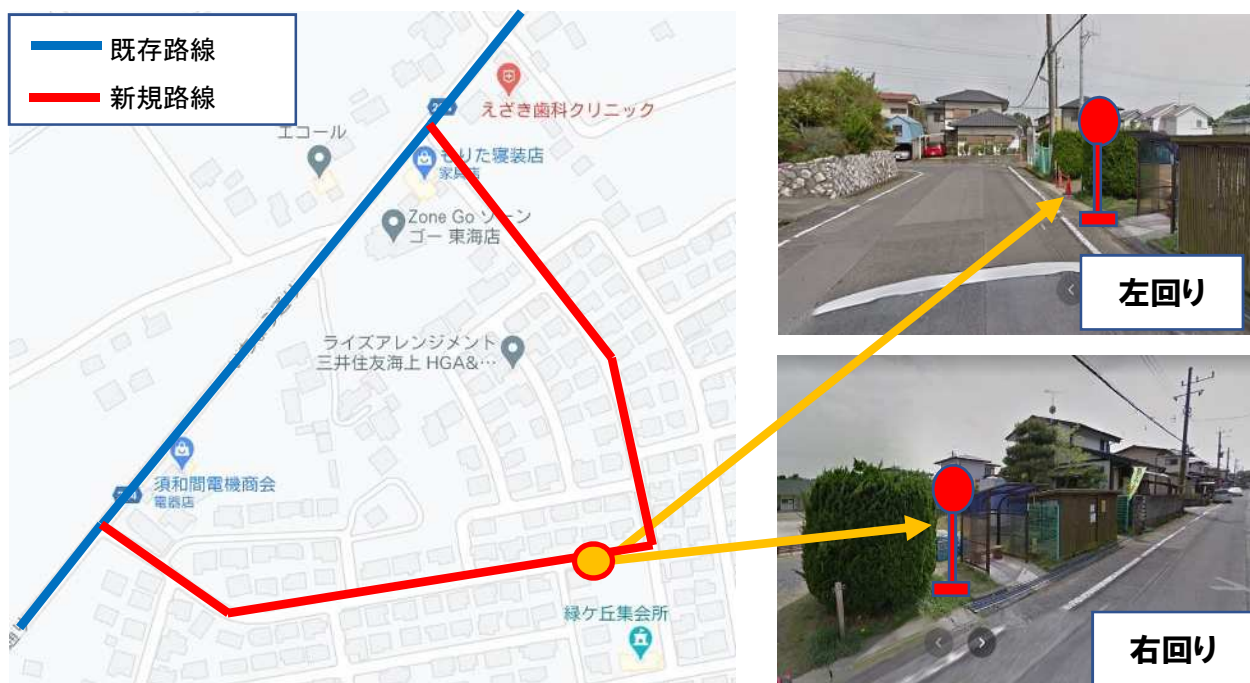 既存路線
新規路線
えざき歯科クリニック
エコール
もりた寝装店
家具店
Zone Go ゾーン
ゴー 東海店
ライズアレンジメント
三井住友海上 HGA&…
須和間電機商会
電器店
緑ケ丘集会所
左回り
右回り